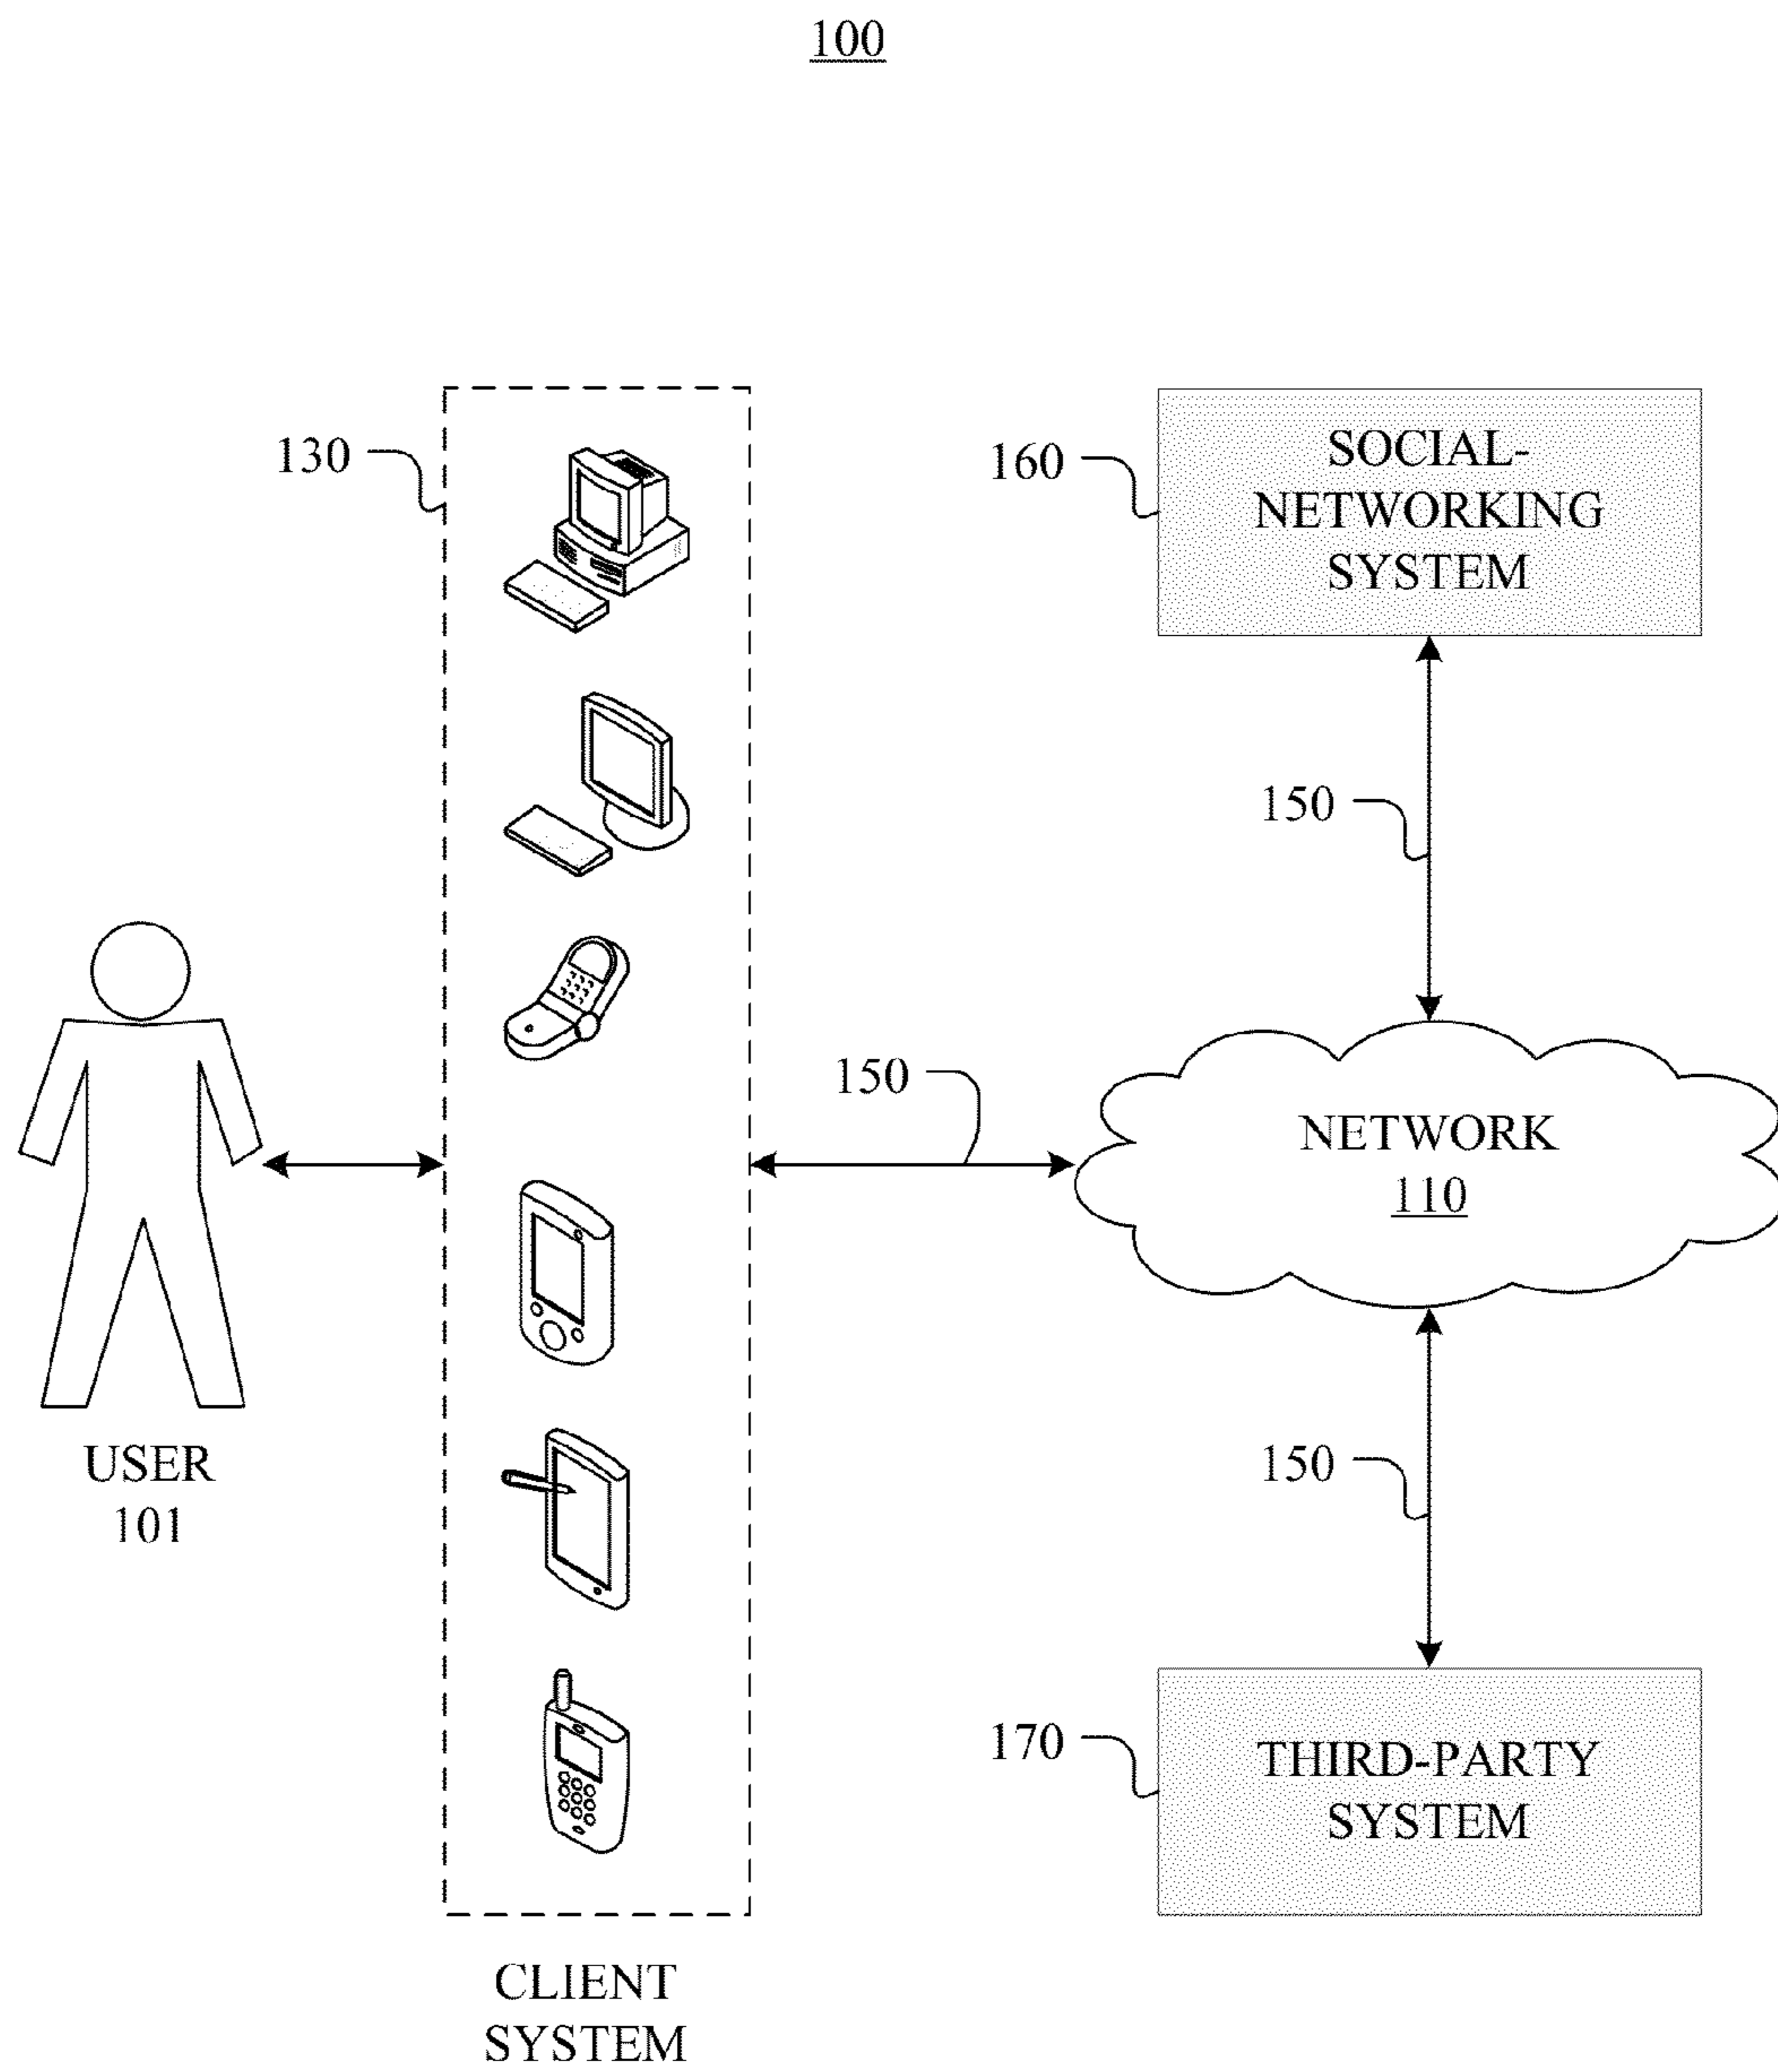 100
130
160
SOCIAL-
NETWORKING
SYSTEM
150
150
NETWORK
110
USER
101
150
170
THIRD-PARTY
SYSTEM
CLIENT
SYSTEM